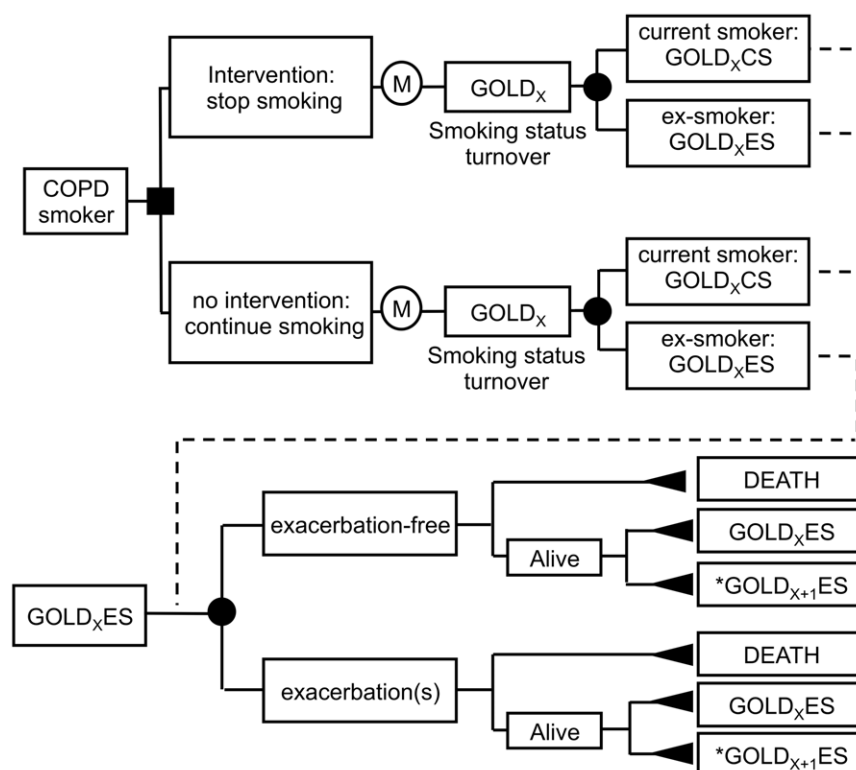 current smoker:
GOLDₓCS
Intervention:
stop smoking
M
GOLDₓ
Smoking status
turnover
ex-smoker:
GOLDₓES
COPD
smoker
current smoker:
GOLDₓCS
no intervention:
continue smoking
M
GOLDₓ
Smoking status
turnover
ex-smoker:
GOLDₓES
DEATH
exacerbation-free
Alive
GOLDₓES
*GOLDₓ₊₁ES
GOLDₓES
DEATH
exacerbation(s)
Alive
GOLDₓES
*GOLDₓ₊₁ES